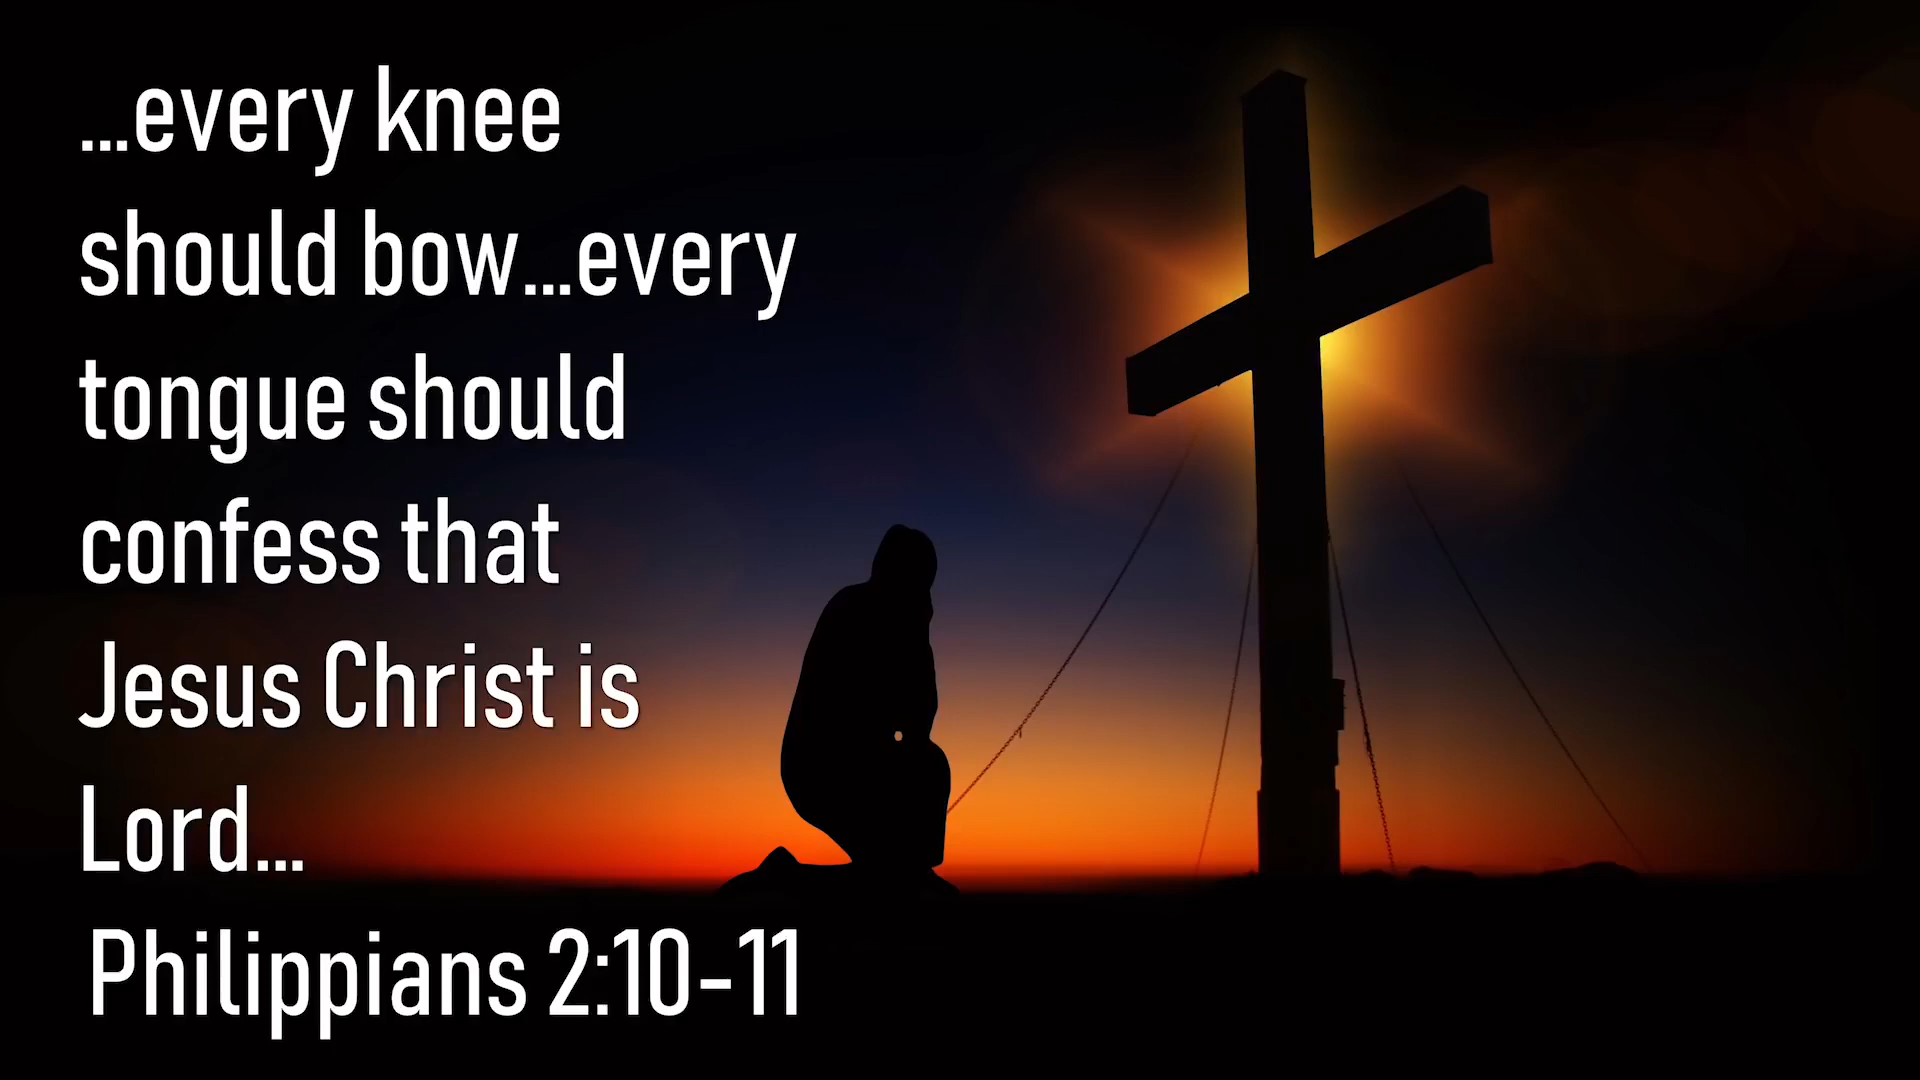 ...every knee
should bow...every
tongue should
confess that
Jesus Christ is
Lord...
Philippians 2:10-11